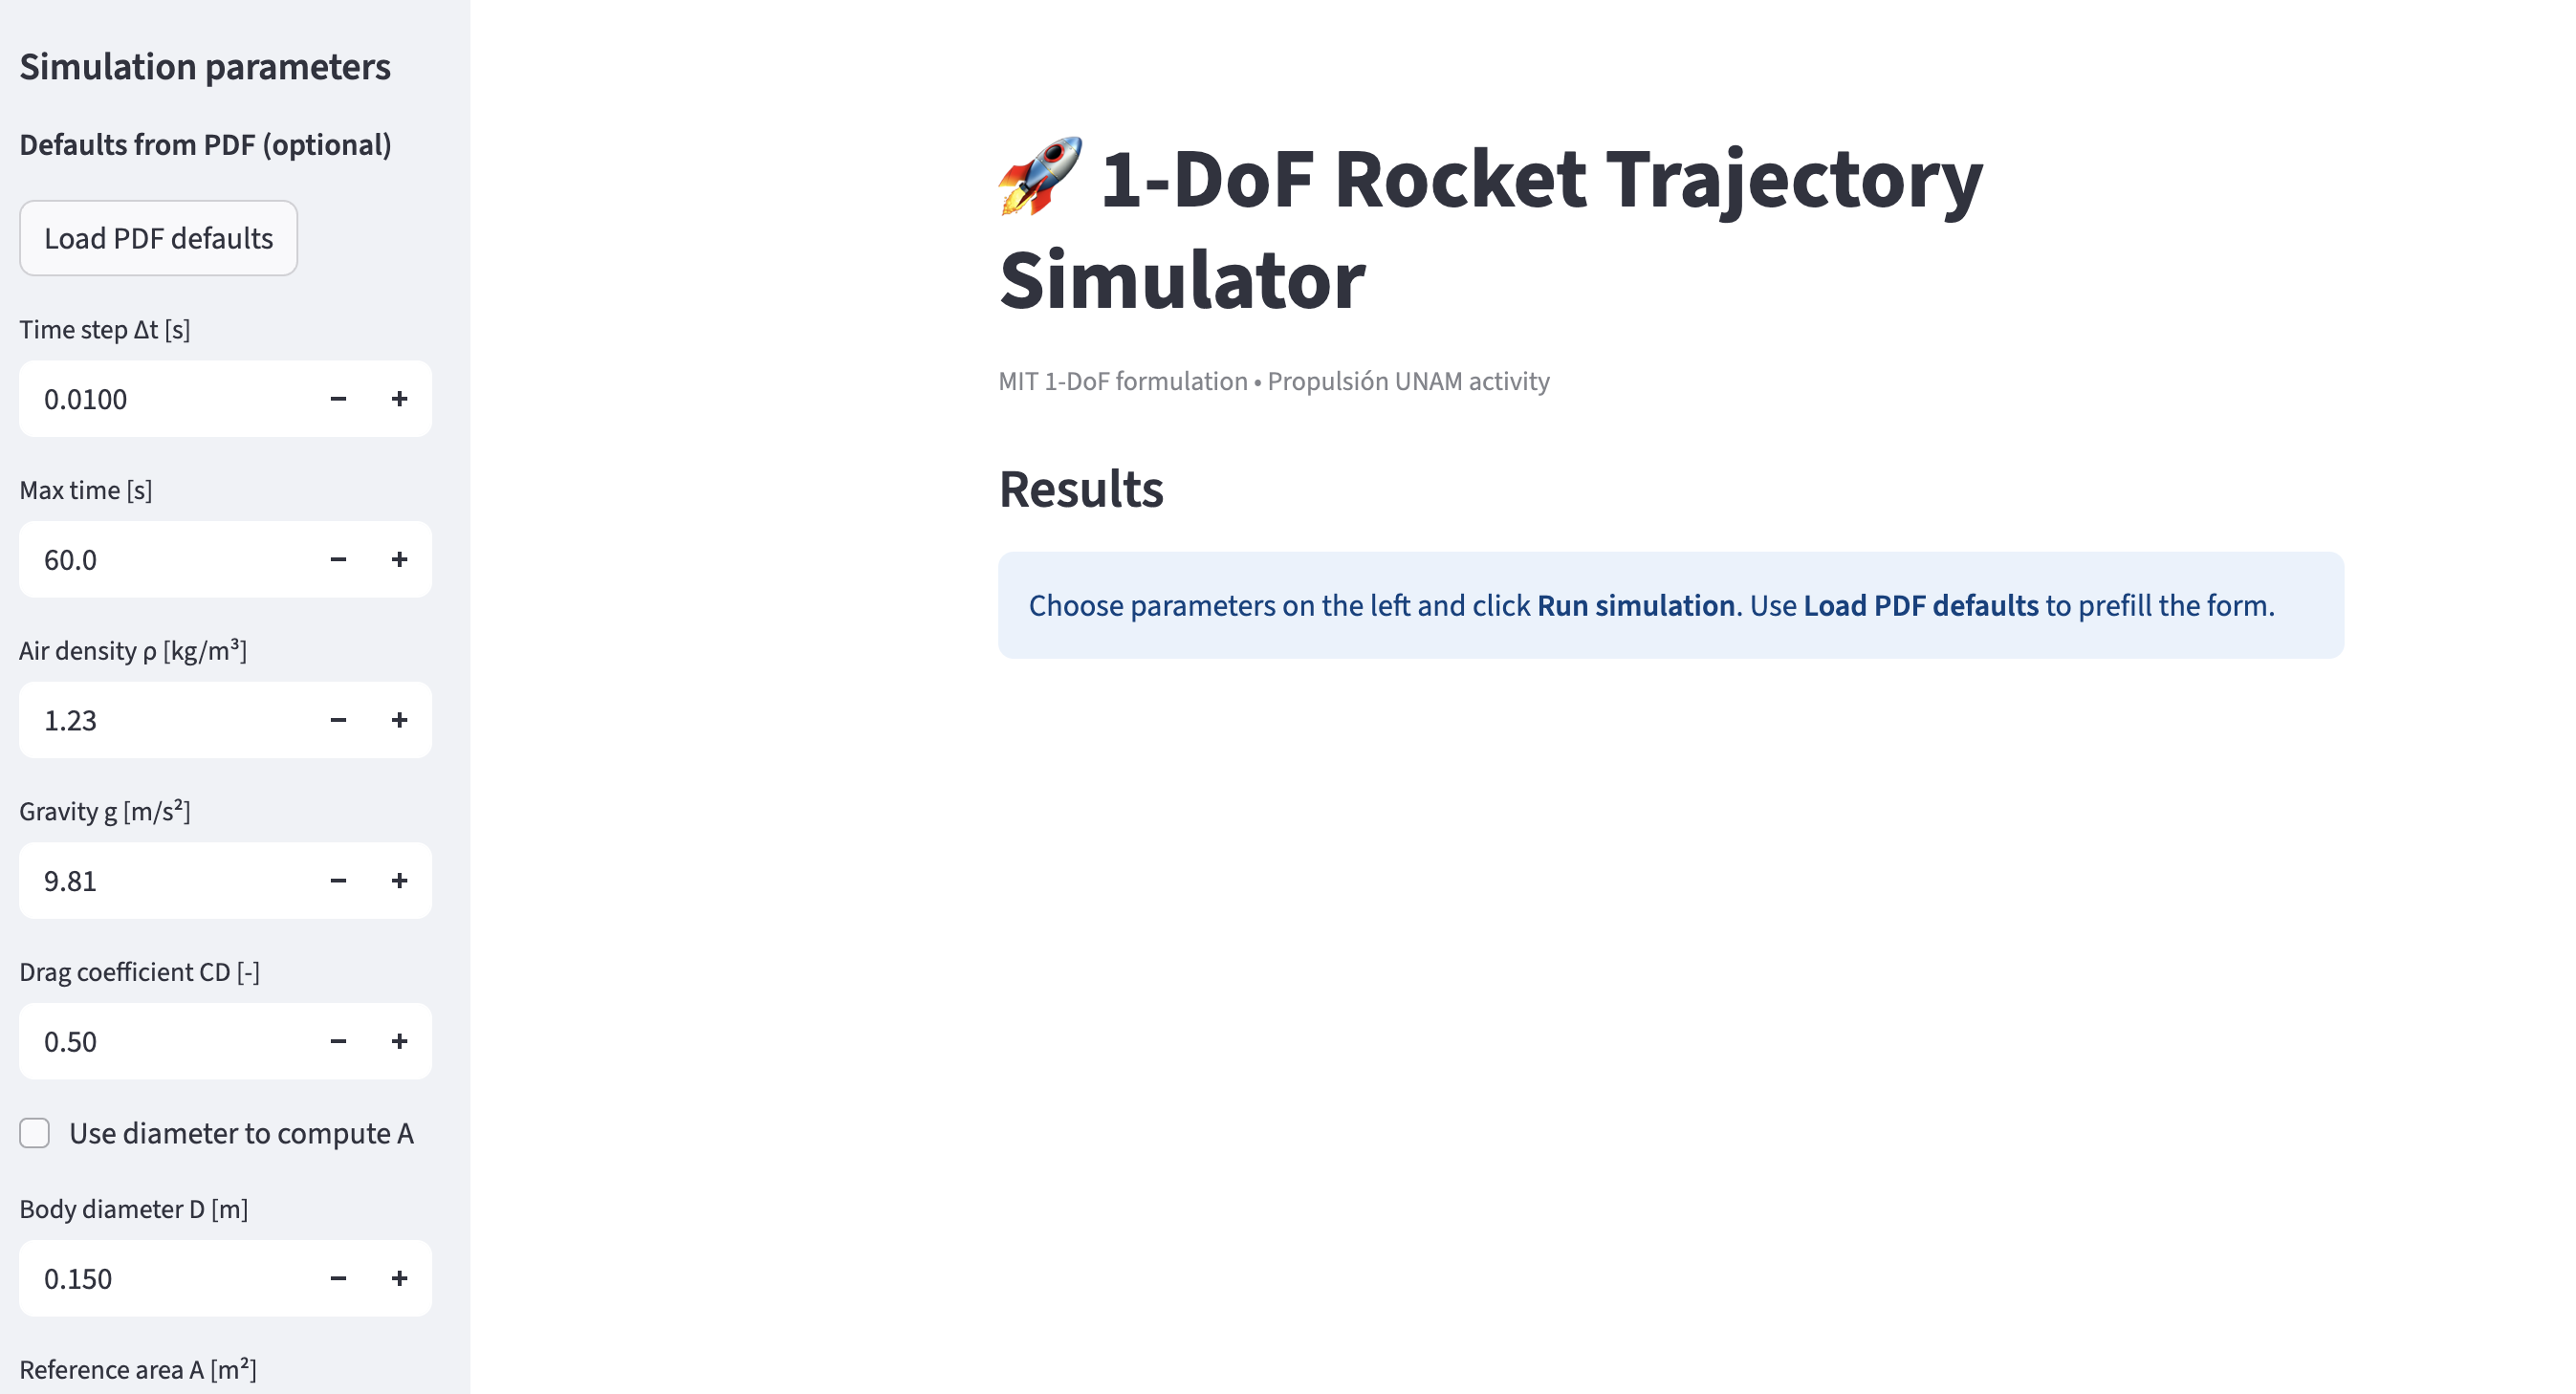 Simulation parameters
Defaults from PDF (optional)
Load PDF defaults
Time step Δt [s]
0.0100
Max time [s]
60.0
Air density ρ [kg/m³]
1.23
Gravity g [m/s²]
9.81
Drag coefficient CD [-]
0.50
Use diameter to compute A
Body diameter D [m]
0.150
Reference area A [m²]
🚀 1-DoF Rocket Trajectory
Simulator
MIT 1-DoF formulation • Propulsión UNAM activity
Results
Choose parameters on the left and click Run simulation. Use Load PDF defaults to prefill the form.